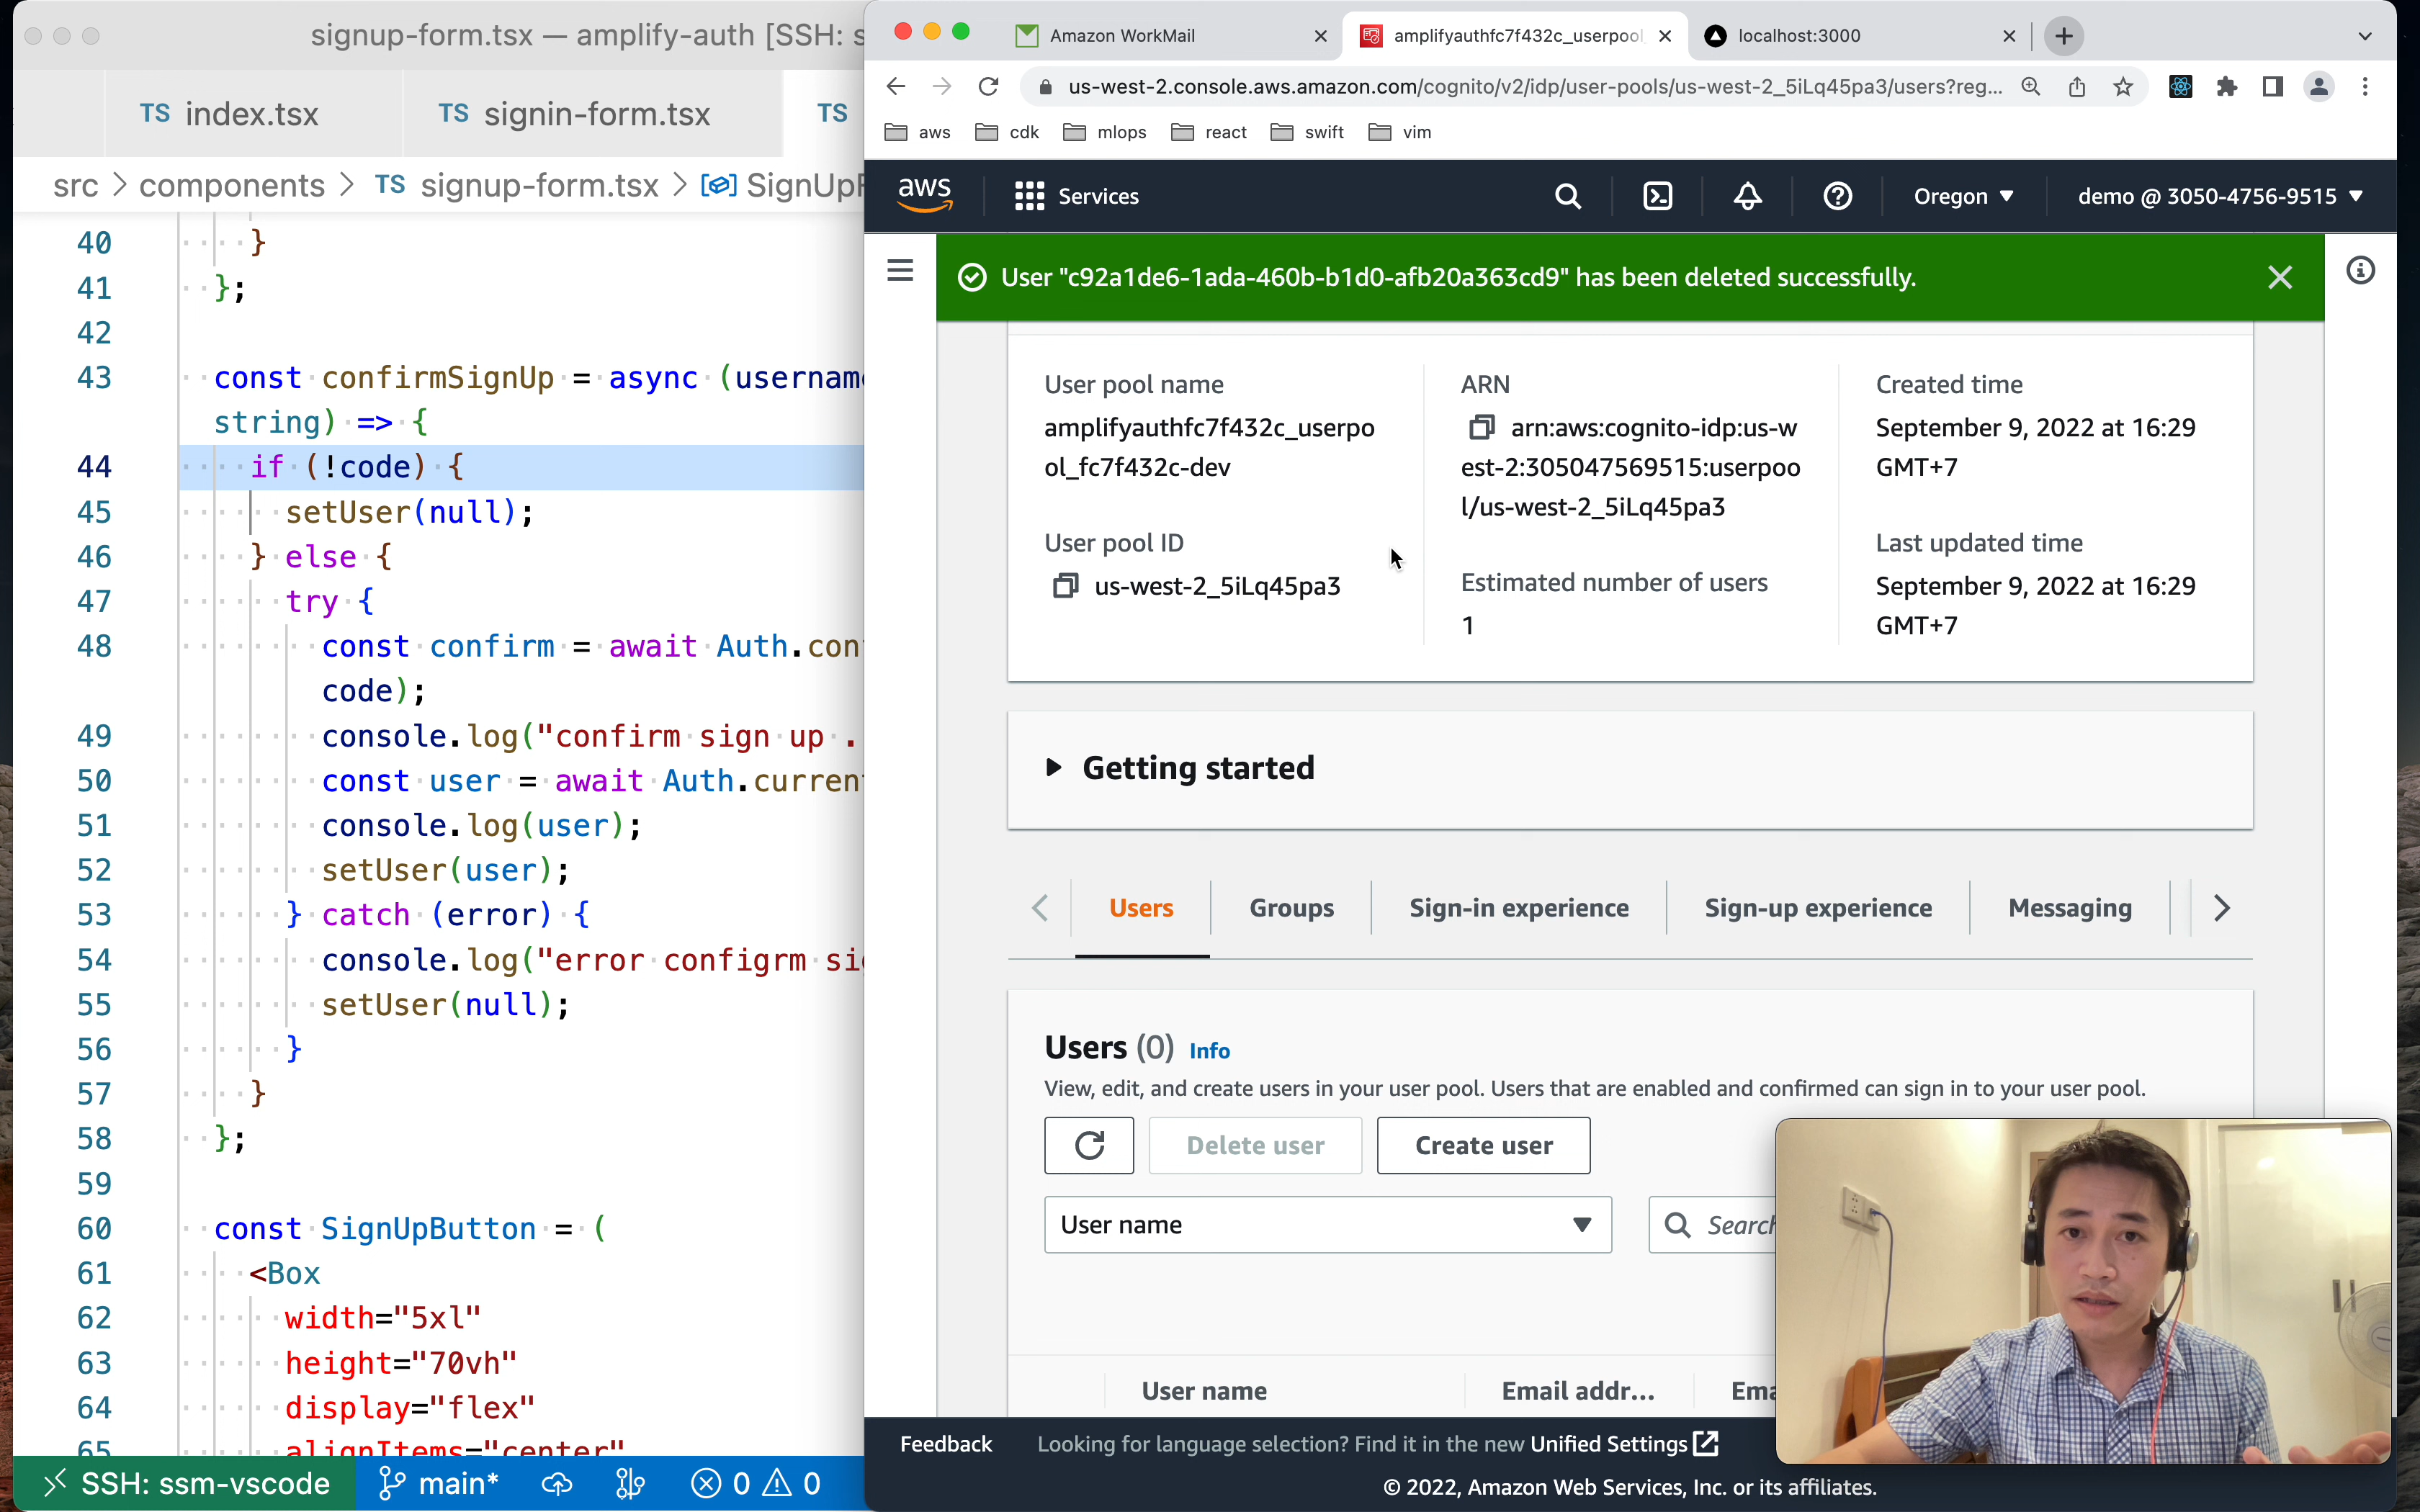 signup-form.tsx — amplify-auth [SSH: s
TS index.tsx
TS signin-form.tsx
TS
src > components > TS signup-form.tsx > SignUpF
40 }
41 };
42
43 const confirmSignUp = async (usernam
string) => {
44 if (!code) {
45 setUser(null);
46 } else {
47 try {
48 const confirm = await Auth.con
code);
49 console.log("confirm sign up .
50 const user = await Auth.curren
51 console.log(user);
52 setUser(user);
53 } catch (error) {
54 console.log("error configrm si
55 setUser(null);
56 }
57 }
58 };
59
60 const SignUpButton = (
61 <Box
62 width="5xl"
63 height="70vh"
64 display="flex"
65 alignItems="center"
SSH: ssm-vscode main* 0 0
Amazon WorkMail
amplifyauthfc7f432c_userpool
localhost:3000
us-west-2.console.aws.amazon.com/cognito/v2/idp/user-pools/us-west-2_5iLq45pa3/users?reg...
aws cdk mlops react swift vim
aws Services Oregon ▼ demo @ 3050-4756-9515 ▼
User "c92a1de6-1ada-460b-b1d0-afb20a363cd9" has been deleted successfully.
User pool name
amplifyauthfc7f432c_userpo
ol_fc7f432c-dev
User pool ID
us-west-2_5iLq45pa3
ARN
arn:aws:cognito-idp:us-w
est-2:305047569515:userpoo
l/us-west-2_5iLq45pa3
Estimated number of users
1
Created time
September 9, 2022 at 16:29
GMT+7
Last updated time
September 9, 2022 at 16:29
GMT+7
Getting started
Users Groups Sign-in experience Sign-up experience Messaging
Users (0) Info
View, edit, and create users in your user pool. Users that are enabled and confirmed can sign in to your user pool.
Delete user Create user
User name
Search
User name Email addr... Ema
Feedback Looking for language selection? Find it in the new Unified Settings
© 2022, Amazon Web Services, Inc. or its affiliates.